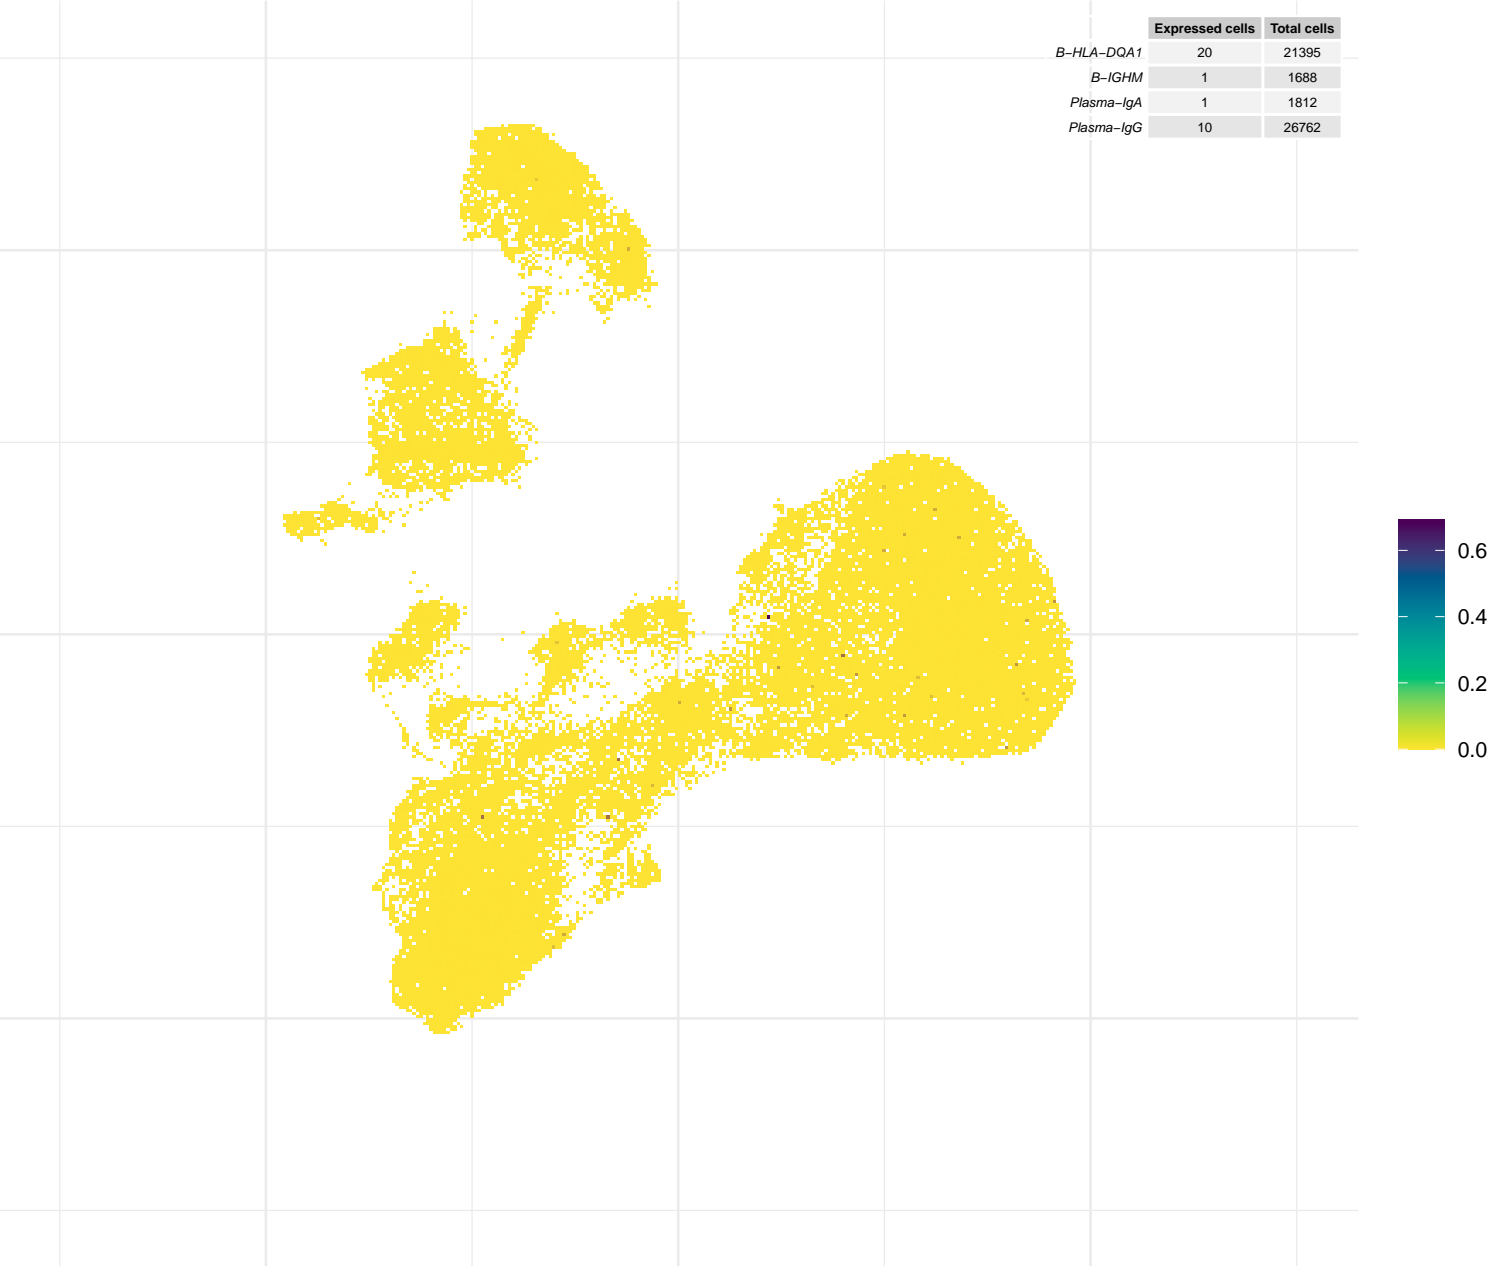 Expressed cells Total cells
B−HLA−DQA1 20 21395
B−IGHM 1 1688
Plasma−IgA 1 1812
Plasma−IgG 10 26762
0.6
0.4
0.2
0.0